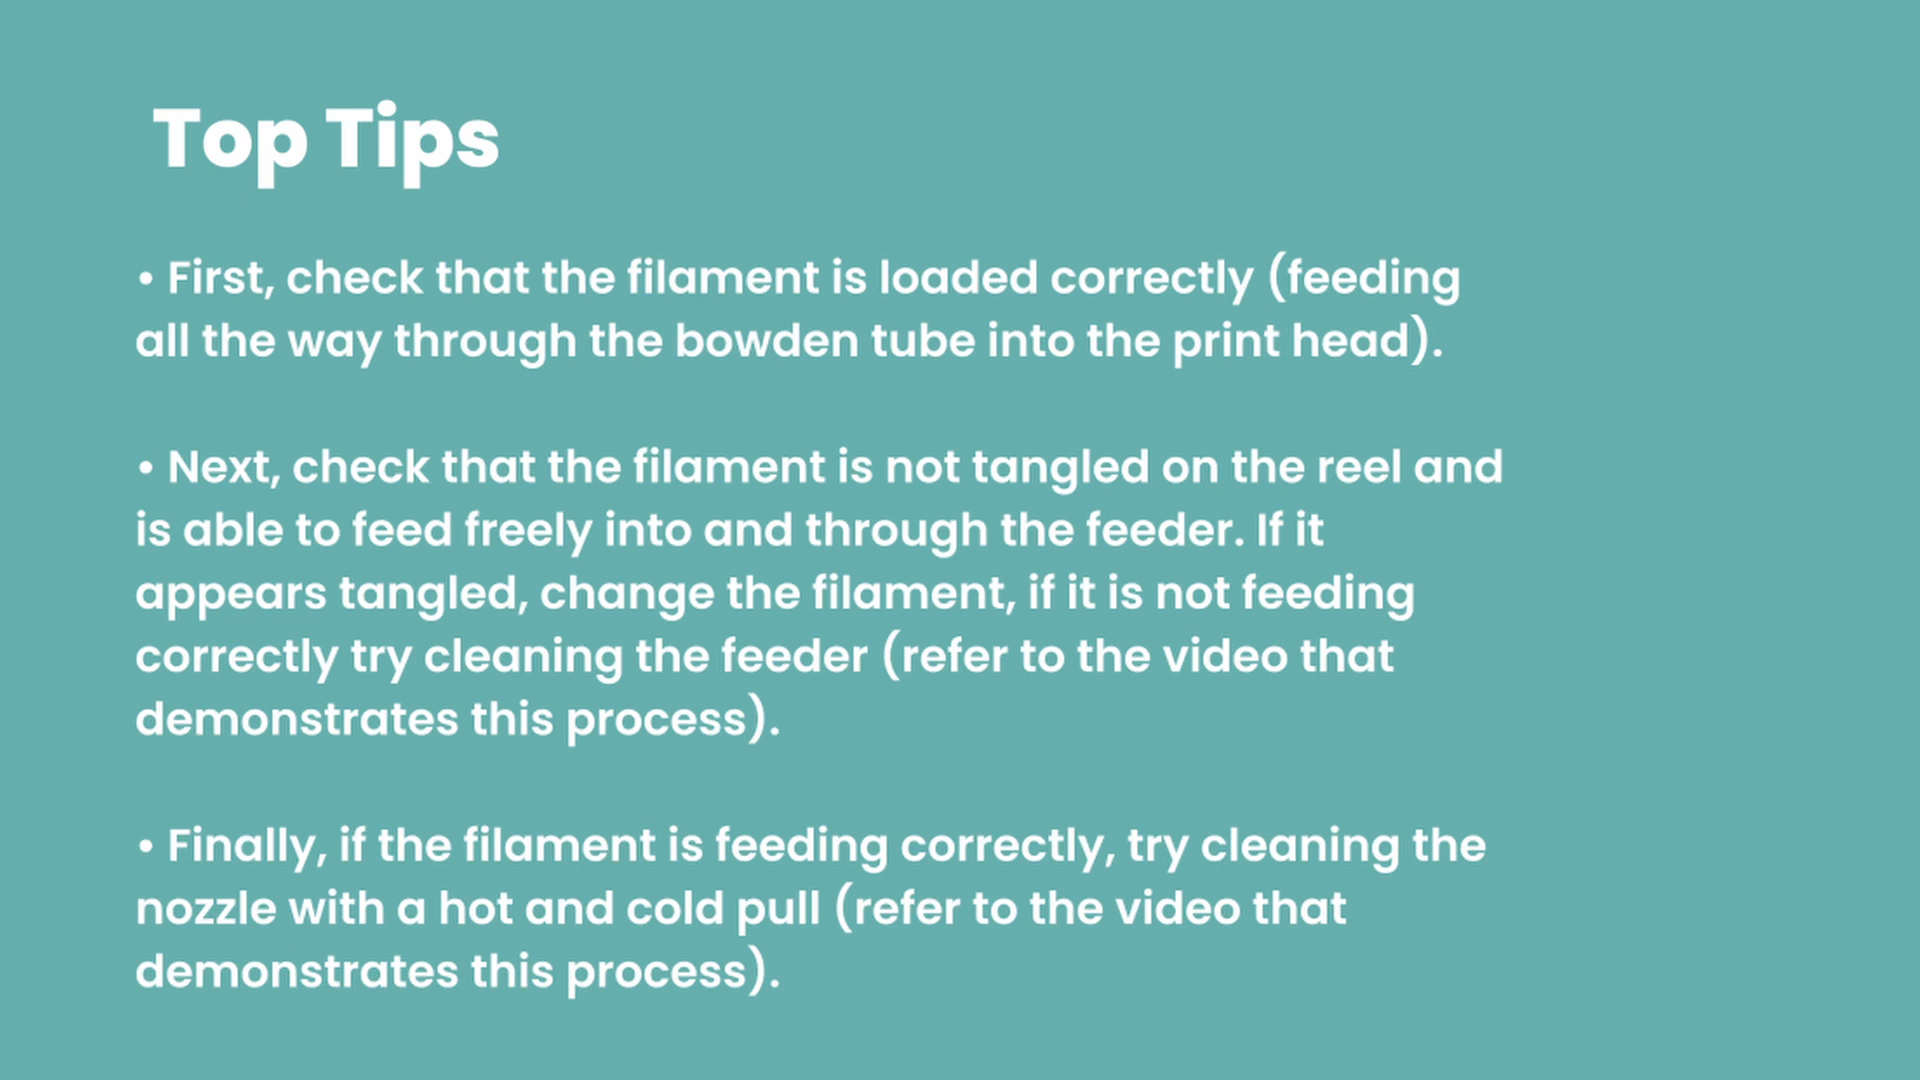 Top Tips
• First, check that the filament is loaded correctly (feeding
all the way through the bowden tube into the print head).
• Next, check that the filament is not tangled on the reel and
is able to feed freely into and through the feeder. If it
appears tangled, change the filament, if it is not feeding
correctly try cleaning the feeder (refer to the video that
demonstrates this process).
• Finally, if the filament is feeding correctly, try cleaning the
nozzle with a hot and cold pull (refer to the video that
demonstrates this process).